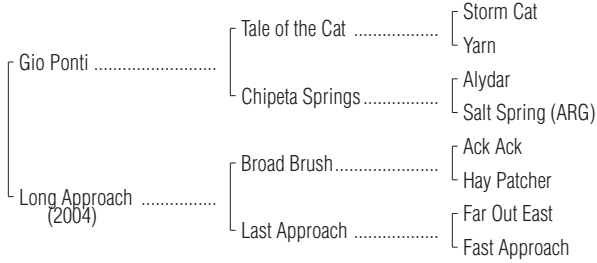 Storm Cat
Tale of the Cat ..................
Yarn
Gio Ponti ..........................
Alydar
Chipeta Springs ................
Salt Spring (ARG)
Ack Ack
Broad Brush ......................
Hay Patcher
Long Approach ................
(2004)
Far Out East
Last Approach ..................
Fast Approach